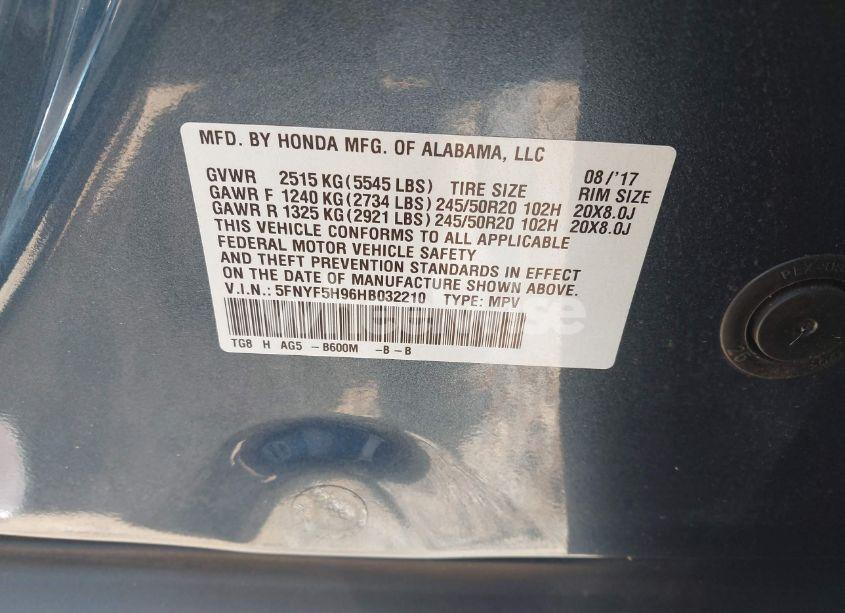 MFD. BY HONDA MFG. OF ALABAMA, LLC
08/'17
GVWR 2515 KG(5545 LBS) TIRE SIZE RIM SIZE
GAWR F 1240 KG(2734 LBS) 245/50R20 102H 20X8.0J
GAWR R 1325 KG(2921 LBS) 245/50R20 102H 20X8.0J
THIS VEHICLE CONFORMS TO ALL APPLICABLE
FEDERAL MOTOR VEHICLE SAFETY
AND THEFT PREVENTION STANDARDS IN EFFECT
ON THE DATE OF MANUFACTURE SHOWN ABOVE.
V.I.N.: 5FNYF5H96HB032210 TYPE: MPV
TG8 H AG5 -B600M -B-B